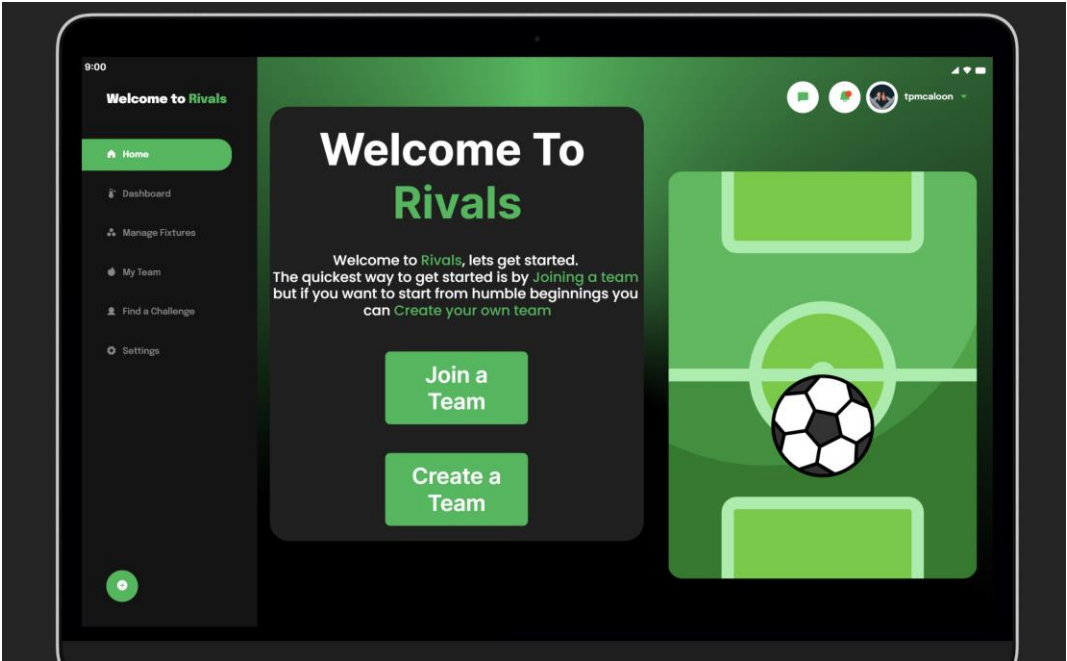 9:00
Welcome to Rivals
Home
Dashboard
Manage Fixtures
My Team
Find a Challenge
Settings
tpmcaloon
Welcome To
Rivals
Welcome to Rivals, lets get started.
The quickest way to get started is by Joining a team
but if you want to start from humble beginnings you
can Create your own team
Join a
Team
Create a
Team